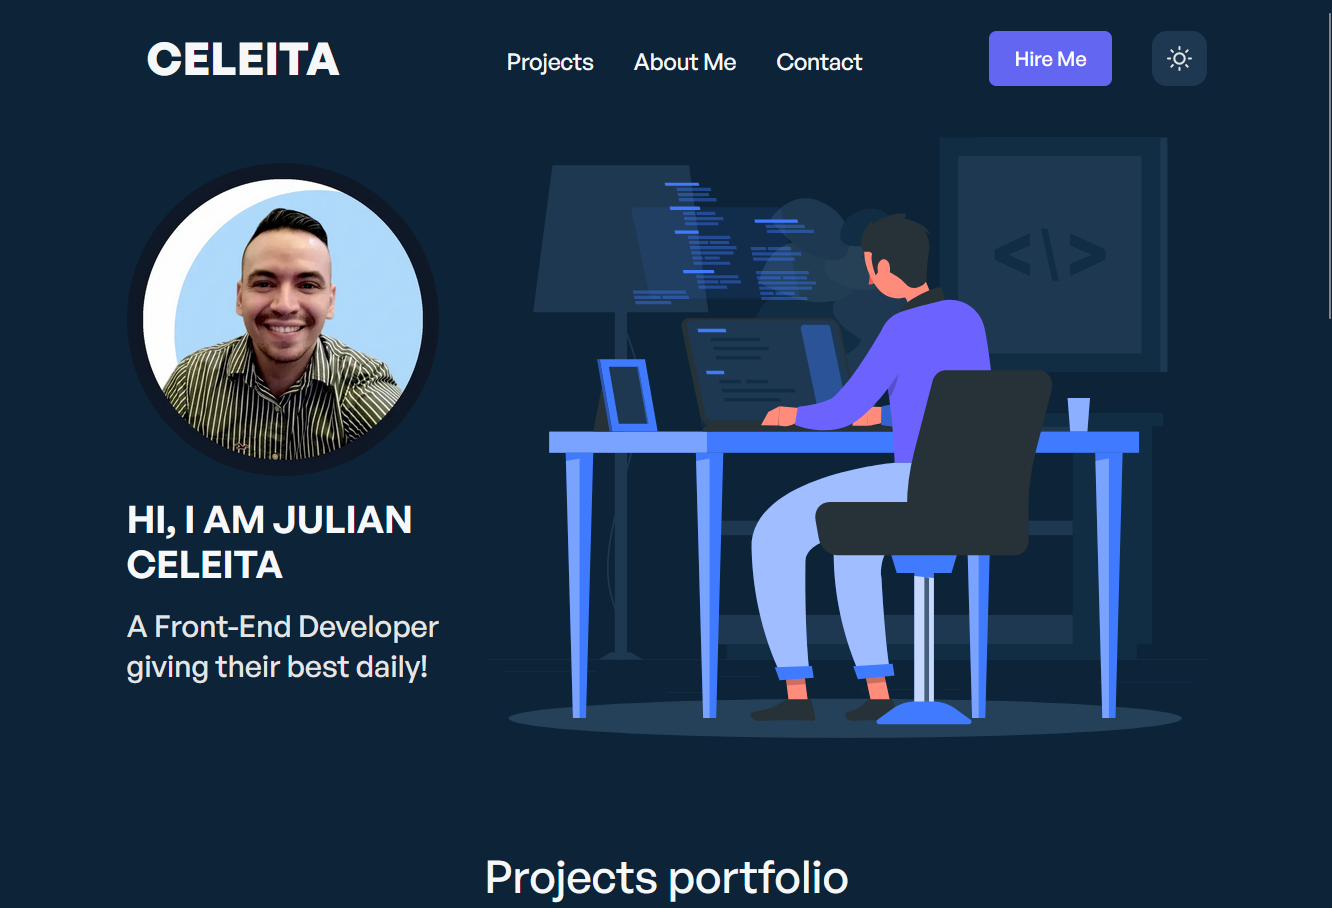 CELEITA
Projects About Me Contact
Hire Me
<\>
HI, I AM JULIAN
CELEITA
A Front-End Developer
giving their best daily!
Projects portfolio